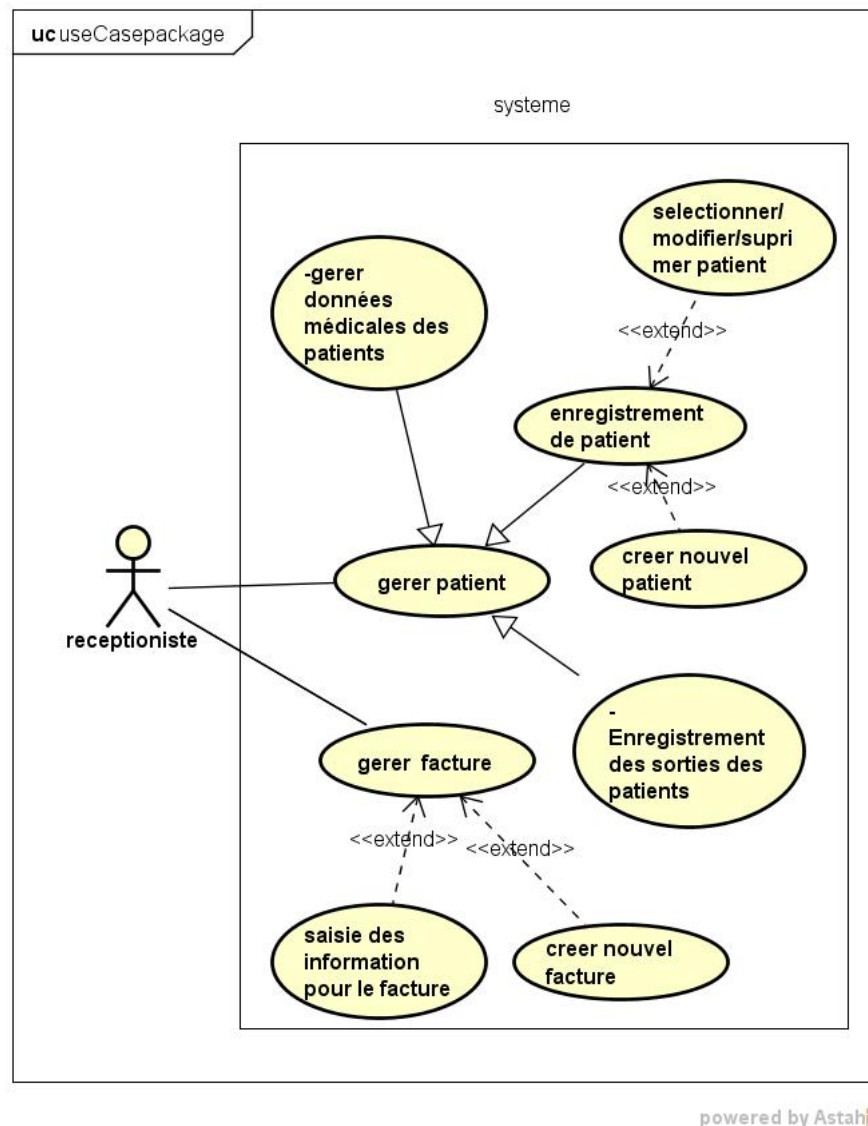 uc useCasepackage
systeme
selectionner/
modifier/supri
mer patient
-gerer
données
médicales des
patients
<<extend>>
enregistrement
de patient
<<extend>>
creer nouvel
patient
gerer patient
receptioniste
-
Enregistrement
des sorties des
patients
gerer facture
<<extend>>
<<extend>>
saisie des
information
pour le facture
creer nouvel
facture
powered by Astah